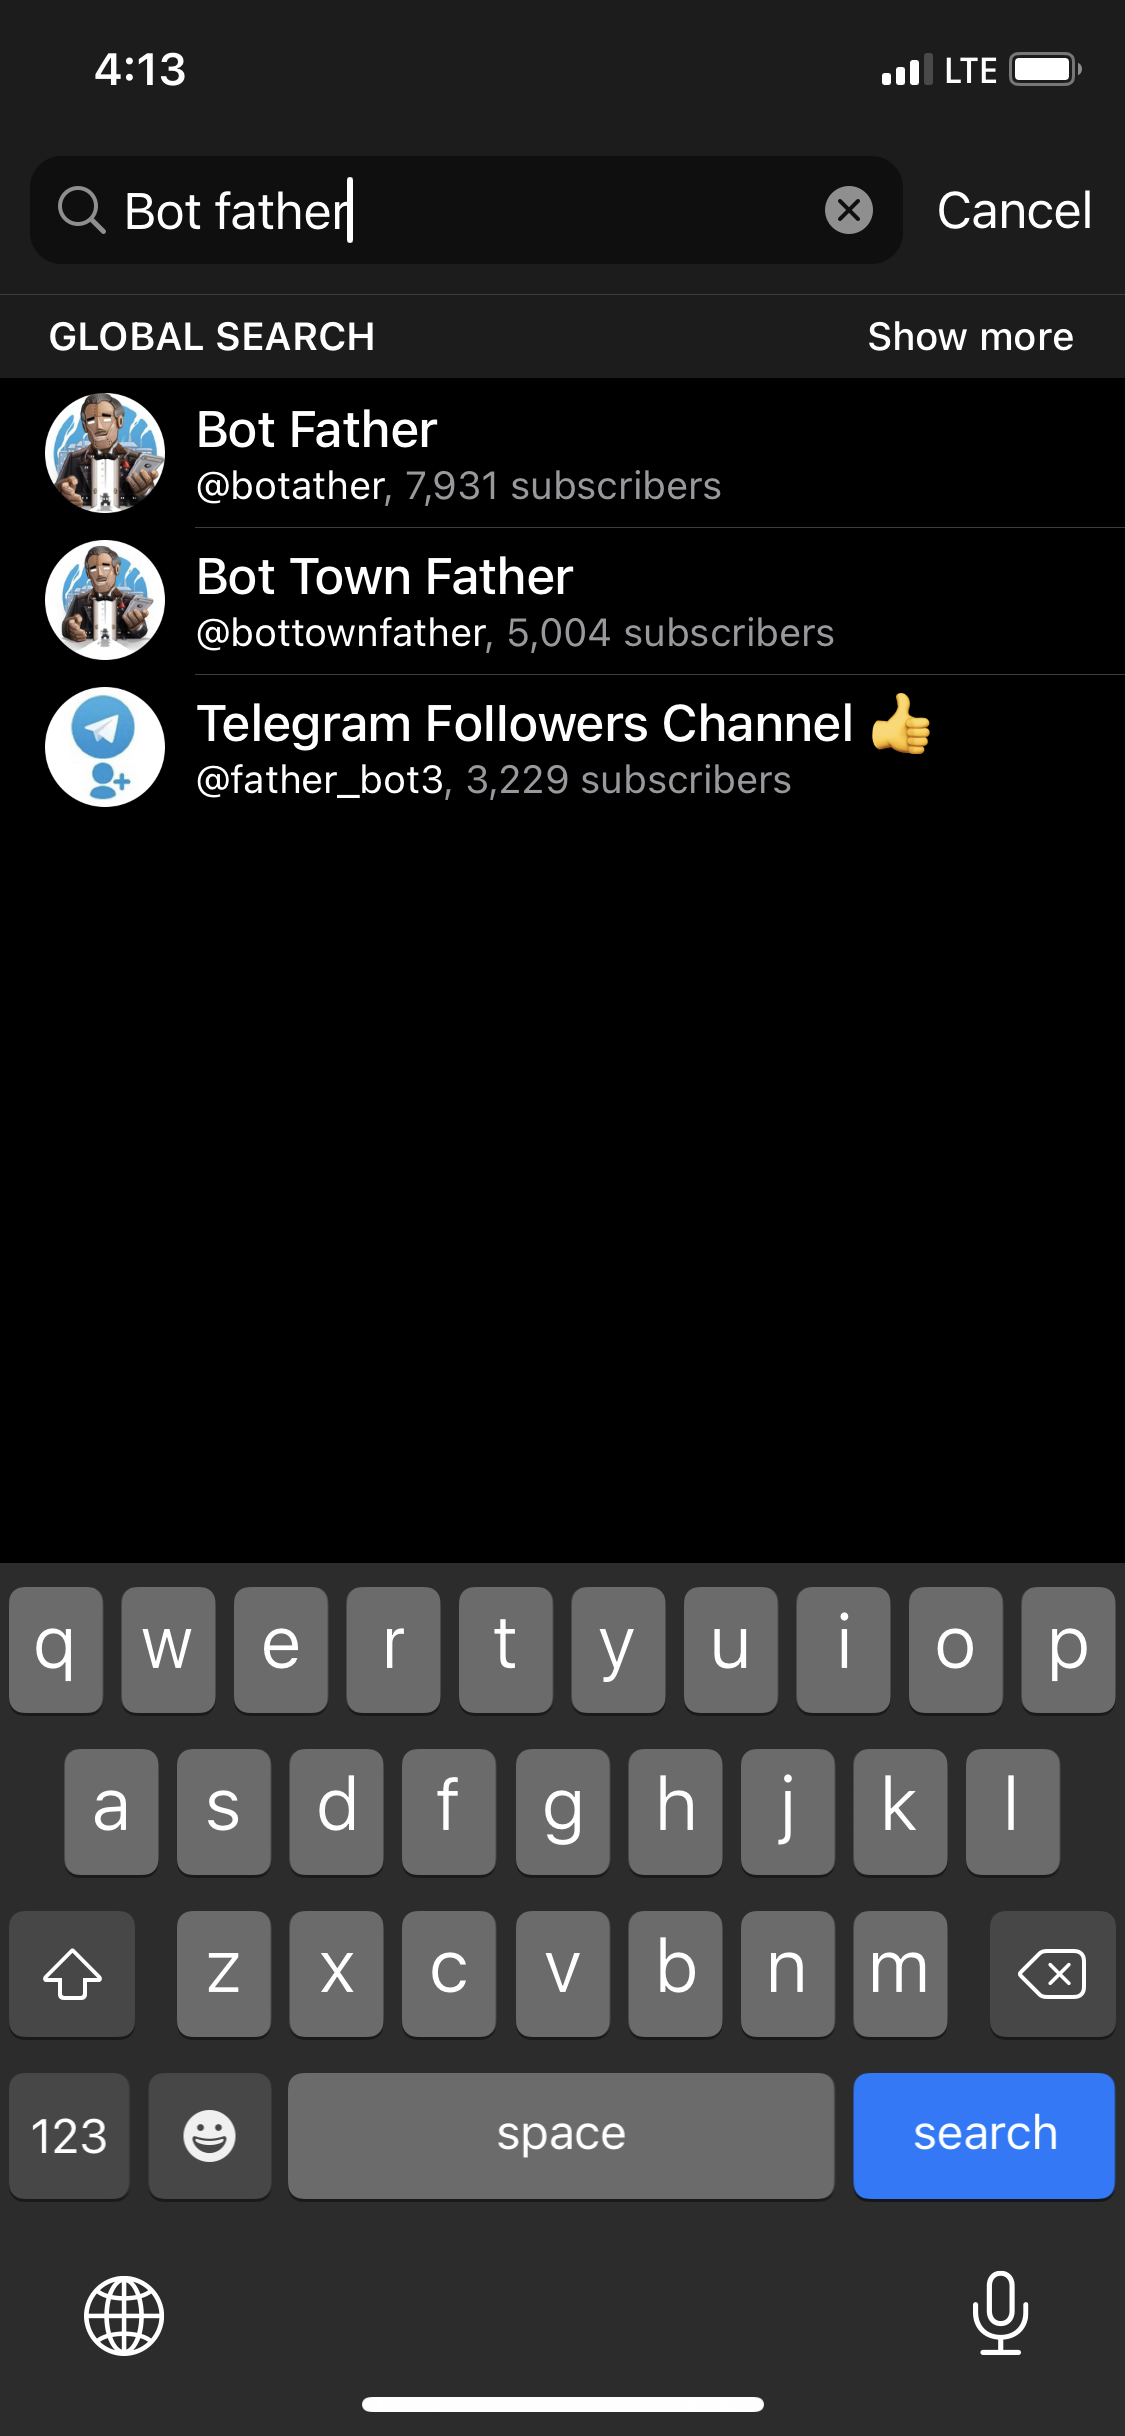 4:13
LTE
Bot father
Cancel
GLOBAL SEARCH
Show more
Bot Father
@botather, 7,931 subscribers
Bot Town Father
@bottownfather, 5,004 subscribers
Telegram Followers Channel 👍
@father_bot3, 3,229 subscribers
q w e r t y u i o p
a s d f g h j k l
z x c v b n m
123
space
search